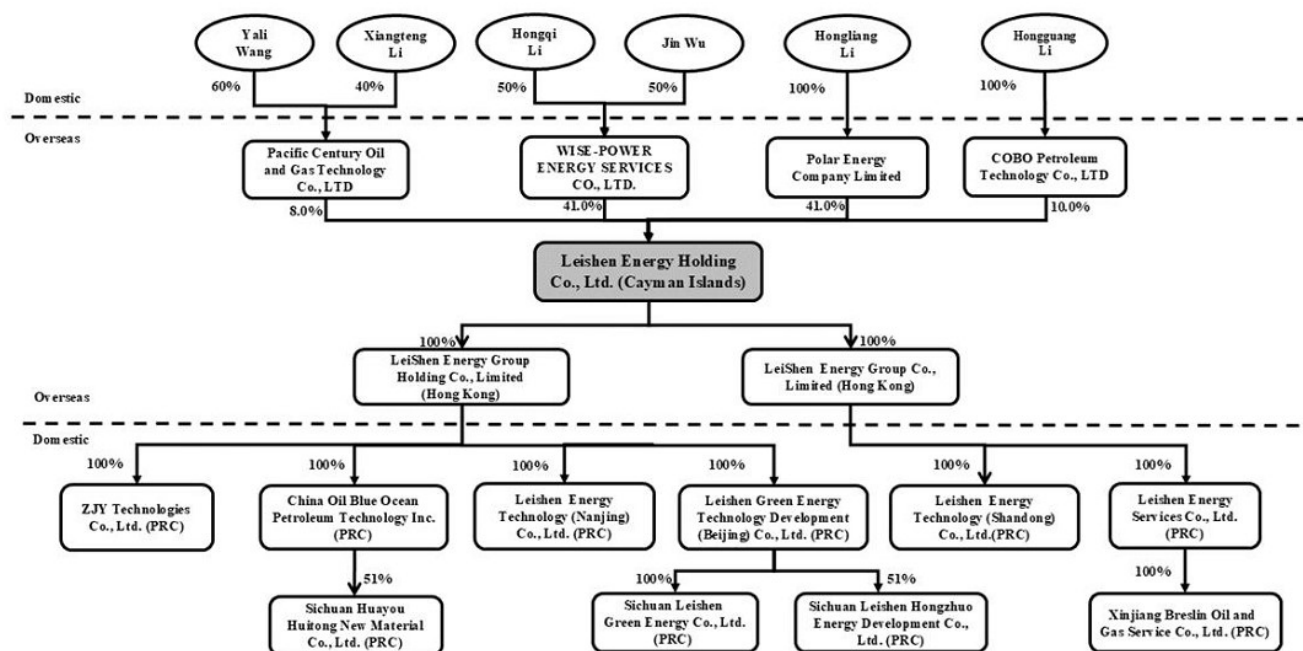 Yali
Wang
Xiangteng
Li
Hongqi
Li
Jin Wu
Hongliang
Li
Hongguang
Li
60%
40%
50%
50%
100%
100%
Domestic
Overseas
Pacific Century Oil
and Gas Technology
Co., LTD
WISE-POWER
ENERGY SERVICES
CO., LTD.
Polar Energy
Company Limited
COBO Petroleum
Technology Co., LTD
8.0%
41.0%
41.0%
10.0%
Leishen Energy Holding
Co., Ltd. (Cayman Islands)
100%
100%
LeiShen Energy Group
Holding Co., Limited
(Hong Kong)
LeiShen Energy Group Co.,
Limited (Hong Kong)
Overseas
Domestic
100%
100%
100%
100%
100%
100%
ZJY Technologies
Co., Ltd. (PRC)
China Oil Blue Ocean
Petroleum Technology Inc.
(PRC)
Leishen Energy
Technology (Nanjing)
Co., Ltd. (PRC)
Leishen Green Energy
Technology Development
(Beijing) Co., Ltd. (PRC)
Leishen Energy
Technology (Shandong)
Co., Ltd.(PRC)
Leishen Energy
Services Co., Ltd.
(PRC)
51%
100%
51%
100%
Sichuan Huayou
Huitong New Material
Co., Ltd. (PRC)
Sichuan Leishen
Green Energy Co., Ltd.
(PRC)
Sichuan Leishen Hongzhuo
Energy Development Co.,
Ltd. (PRC)
Xinjiang Breslin Oil and
Gas Service Co., Ltd. (PRC)